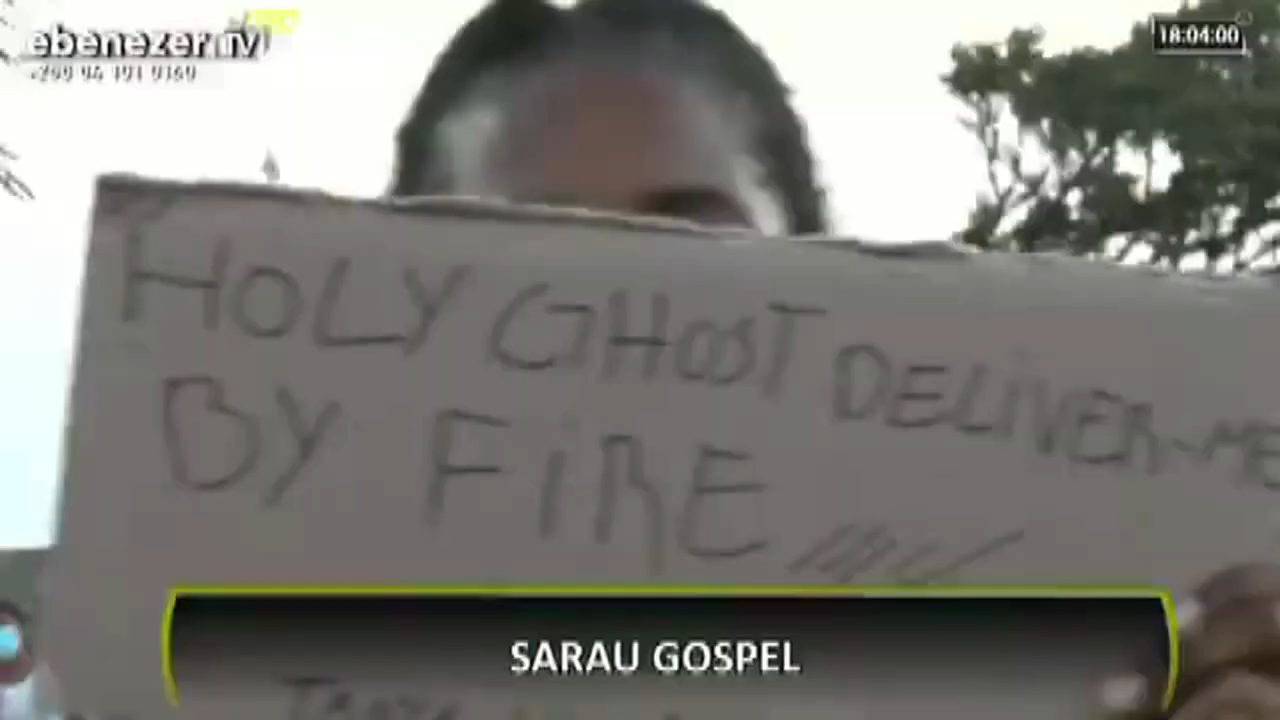 ebenezer.tv
18:04:00
HOLY GHOST DELIVER-ME
BY FIRE
SARAU GOSPEL